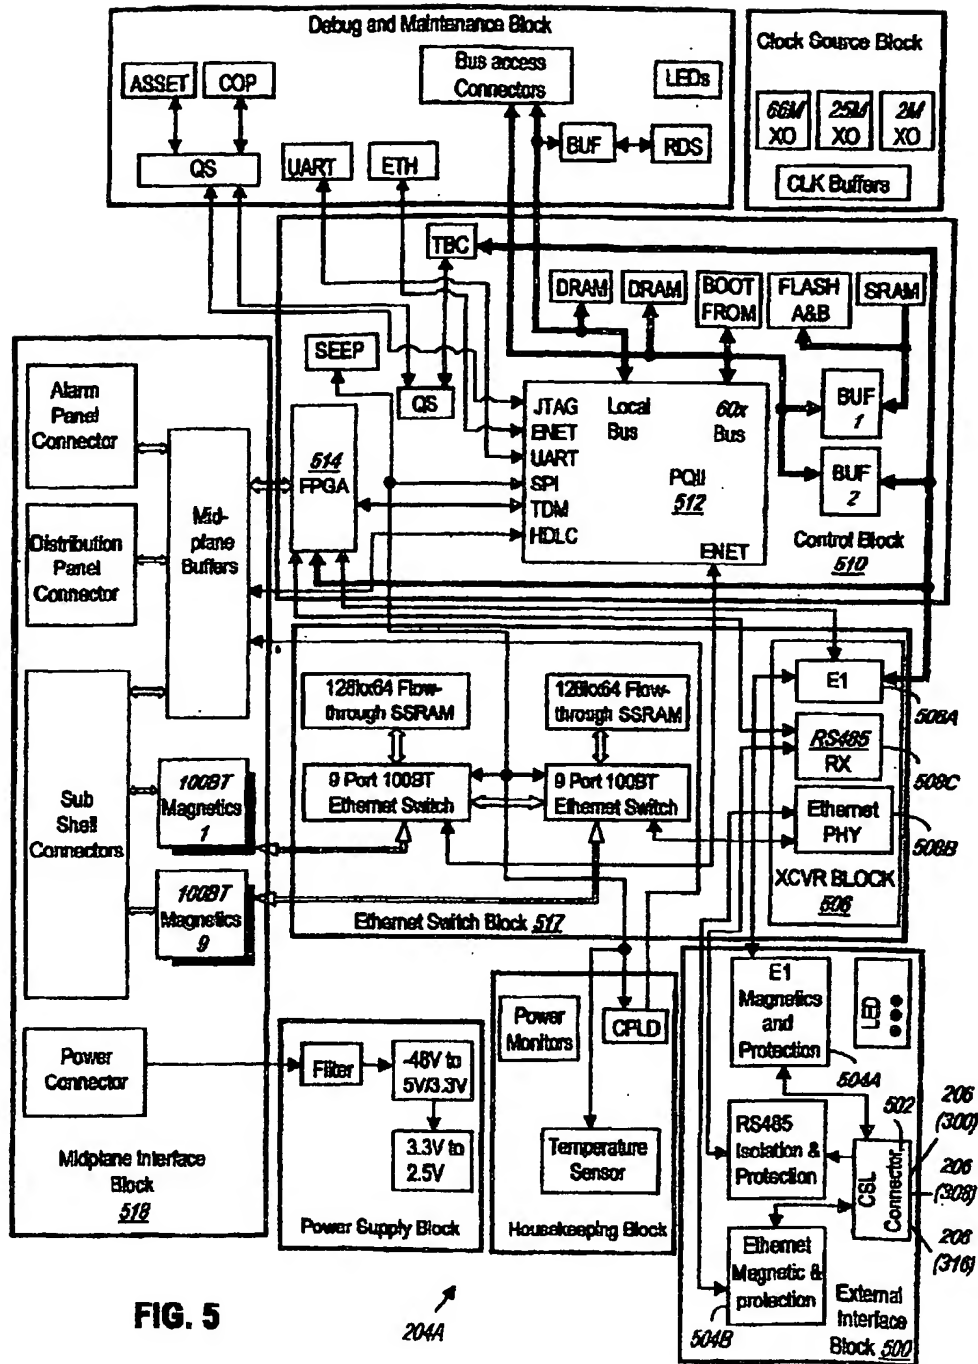 Debug and Maintenance Block
ASSET
COP
Bus access
Connectors
LEDs
QS
UART
ETH
BUF
RDS
Clock Source Block
66M
XO
25M
XO
2M
XO
CLK Buffers
TBC
DRAM
DRAM
BOOT
FROM
FLASH
A&B
SRAM
SEEP
QS
514
FPGA
JTAG
ENET
UART
SPI
TDM
HDLC
Local
Bus
60x
Bus
PQII
512
ENET
BUF
1
BUF
2
Control Block
510
Alarm
Panel
Connector
Distribution
Panel
Connector
Mid-
plane
Buffers
Sub
Shelf
Connectors
100BT
Magnetics
1
100BT
Magnetics
9
Power
Connector
Midplane Interface
Block
518
128kx64 Flow-
through SSRAM
128kx64 Flow-
through SSRAM
9 Port 100BT
Ethernet Switch
9 Port 100BT
Ethernet Switch
Ethernet Switch Block 517
E1
RS485
RX
Ethernet
PHY
XCVR BLOCK
506
508A
508C
508B
Filter
-48V to
5V/3.3V
3.3V to
2.5V
Power Supply Block
Power
Monitors
CPLD
Temperature
Sensor
Housekeeping Block
E1
Magnetics
and
Protection
LED
504A
RS485
Isolation &
Protection
CSL
Connector
502
206
(300)
206
(308)
206
(316)
Ethernet
Magnetic &
protection
504B
External
Interface
Block 500
FIG. 5
204A